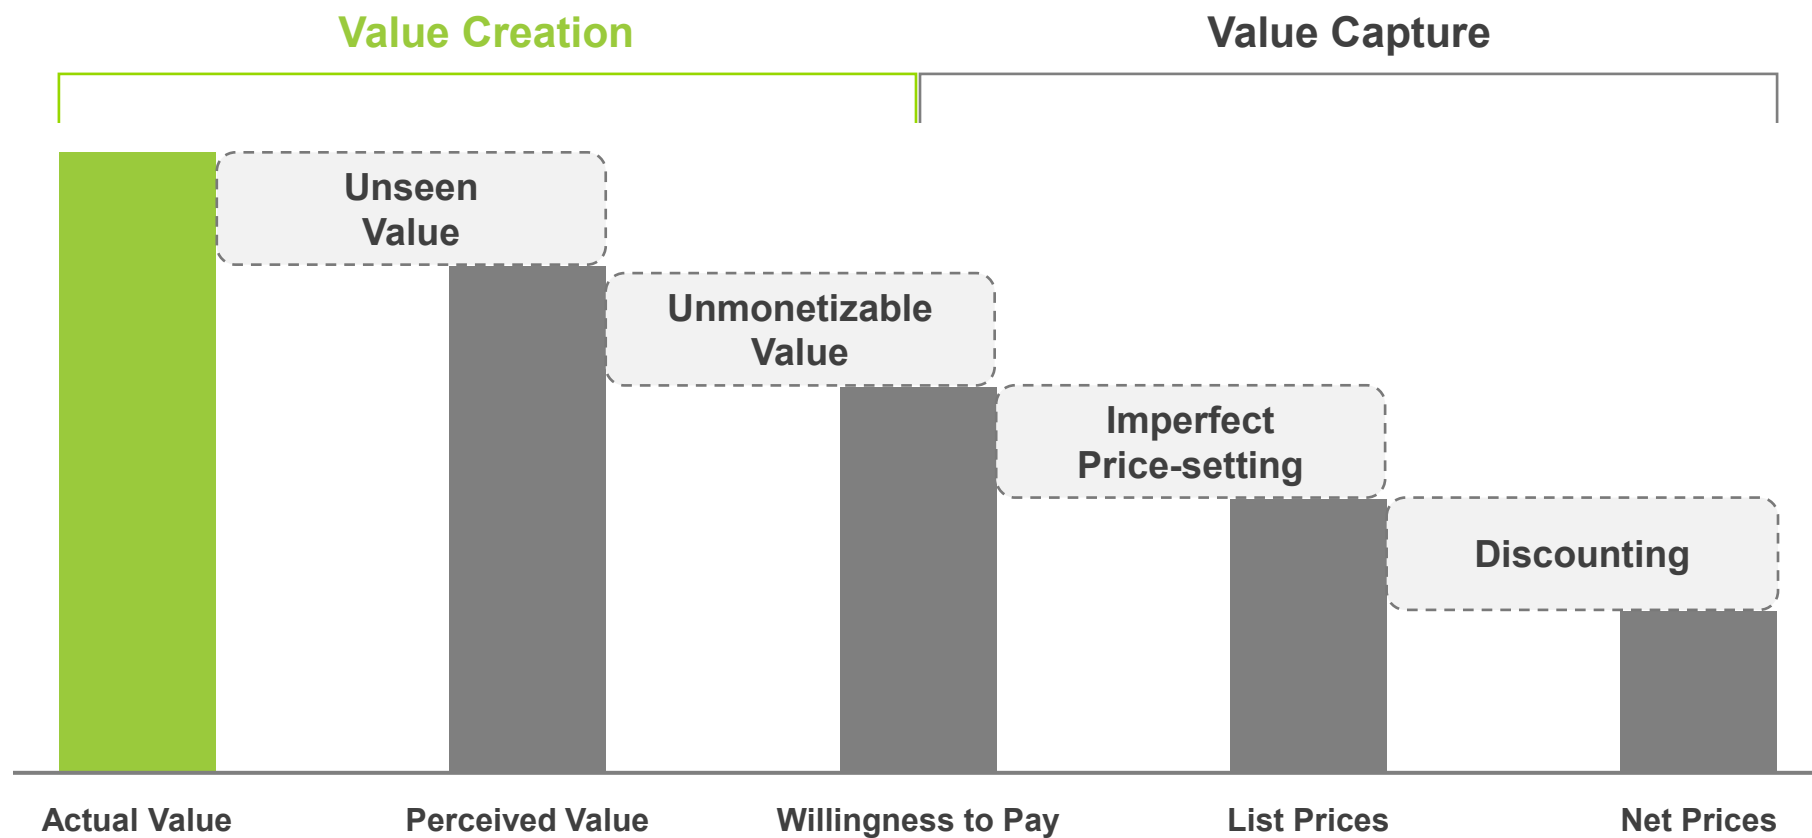 Value Creation
Value Capture
Unseen
Value
Unmonetizable
Value
Imperfect
Price-setting
Discounting
Actual Value
Perceived Value
Willingness to Pay
List Prices
Net Prices